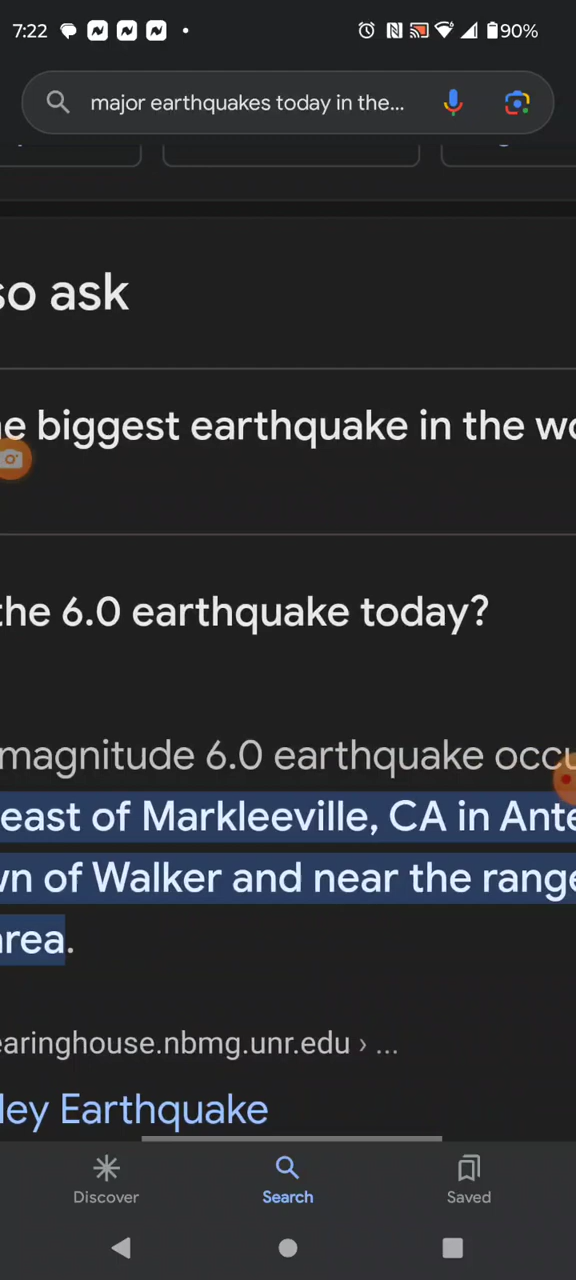 7:22
90%
major earthquakes today in the...
so ask
he biggest earthquake in the wo
the 6.0 earthquake today?
magnitude 6.0 earthquake occu
east of Markleeville, CA in Ante
wn of Walker and near the range
area.
earinghouse.nbmg.unr.edu › ...
ley Earthquake
Discover
Search
Saved